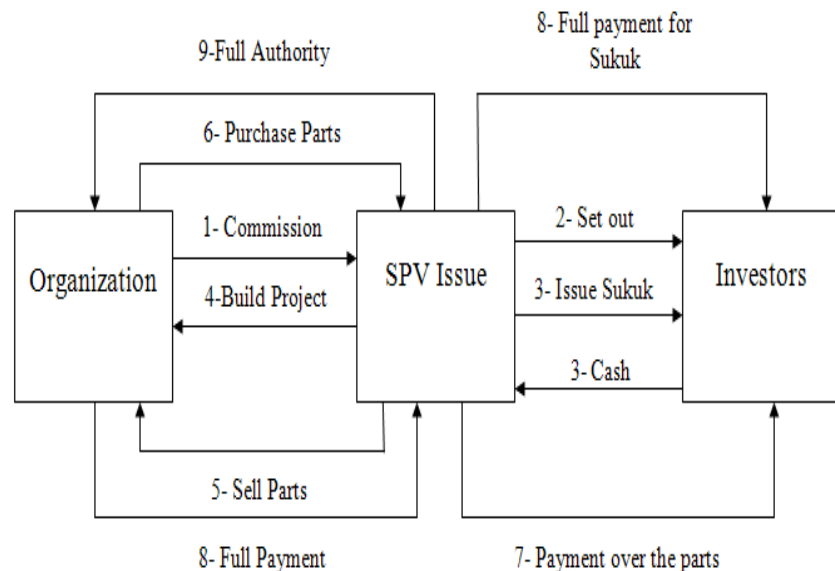 8- Full payment for
Sukuk
9-Full Authority
6- Purchase Parts
1- Commission
2- Set out
Organization
SPV Issue
Investors
4-Build Project
3- Issue Sukuk
3- Cash
5- Sell Parts
8- Full Payment
7- Payment over the parts